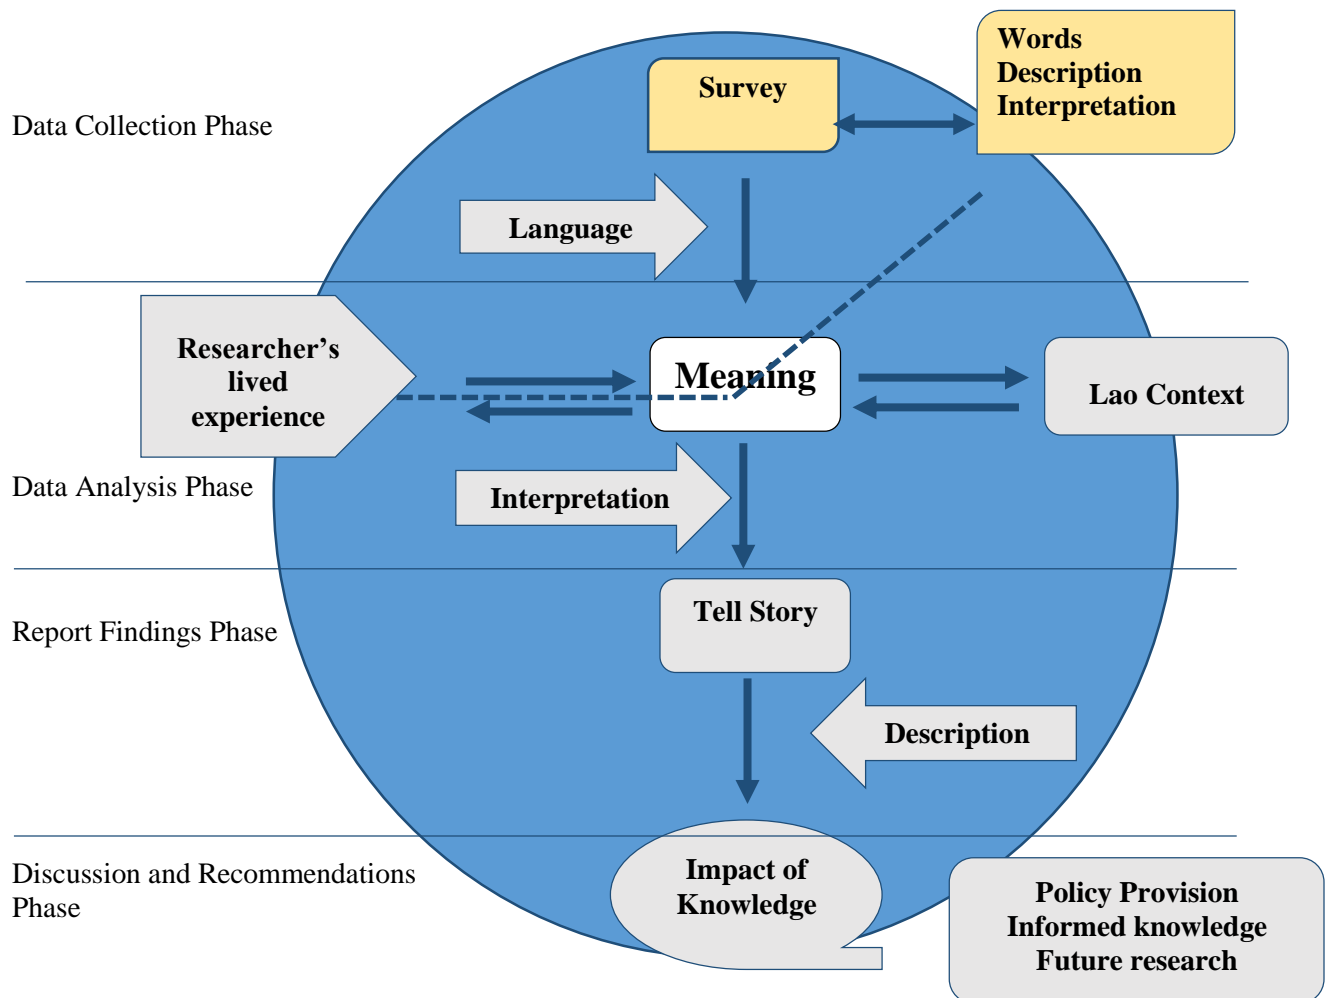 Words
Description
Interpretation
Survey
Data Collection Phase
Language
Researcher’s
lived
experience
Meaning
Lao Context
Data Analysis Phase
Interpretation
Tell Story
Report Findings Phase
Description
Discussion and Recommendations
Phase
Impact of
Knowledge
Policy Provision
Informed knowledge
Future research